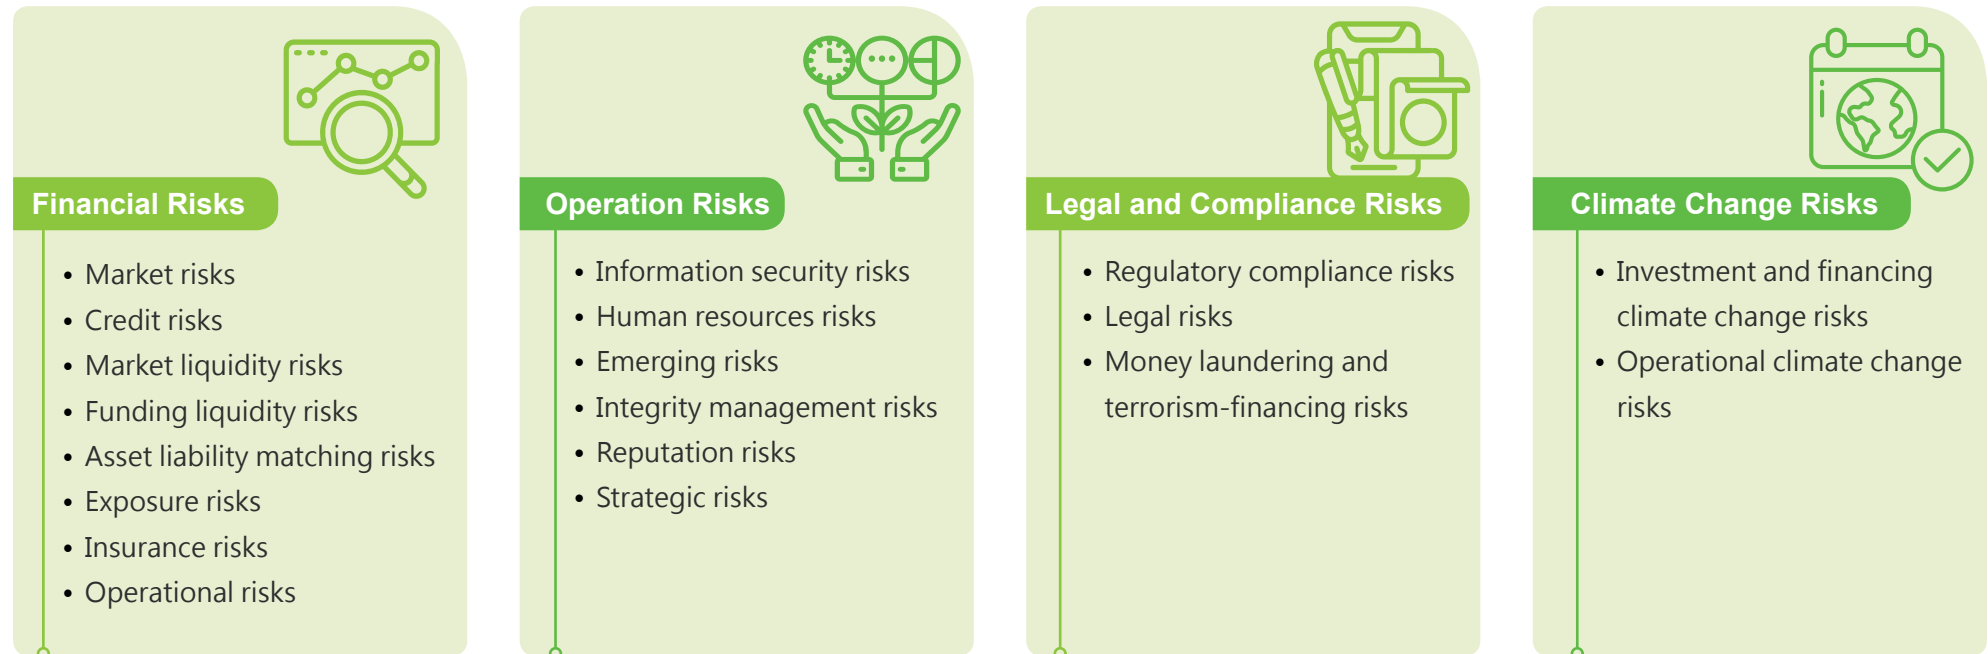 Financial Risks
• Market risks
• Credit risks
• Market liquidity risks
• Funding liquidity risks
• Asset liability matching risks
• Exposure risks
• Insurance risks
• Operational risks
Operation Risks
• Information security risks
• Human resources risks
• Emerging risks
• Integrity management risks
• Reputation risks
• Strategic risks
Legal and Compliance Risks
• Regulatory compliance risks
• Legal risks
• Money laundering and
terrorism-financing risks
Climate Change Risks
• Investment and financing
climate change risks
• Operational climate change
risks